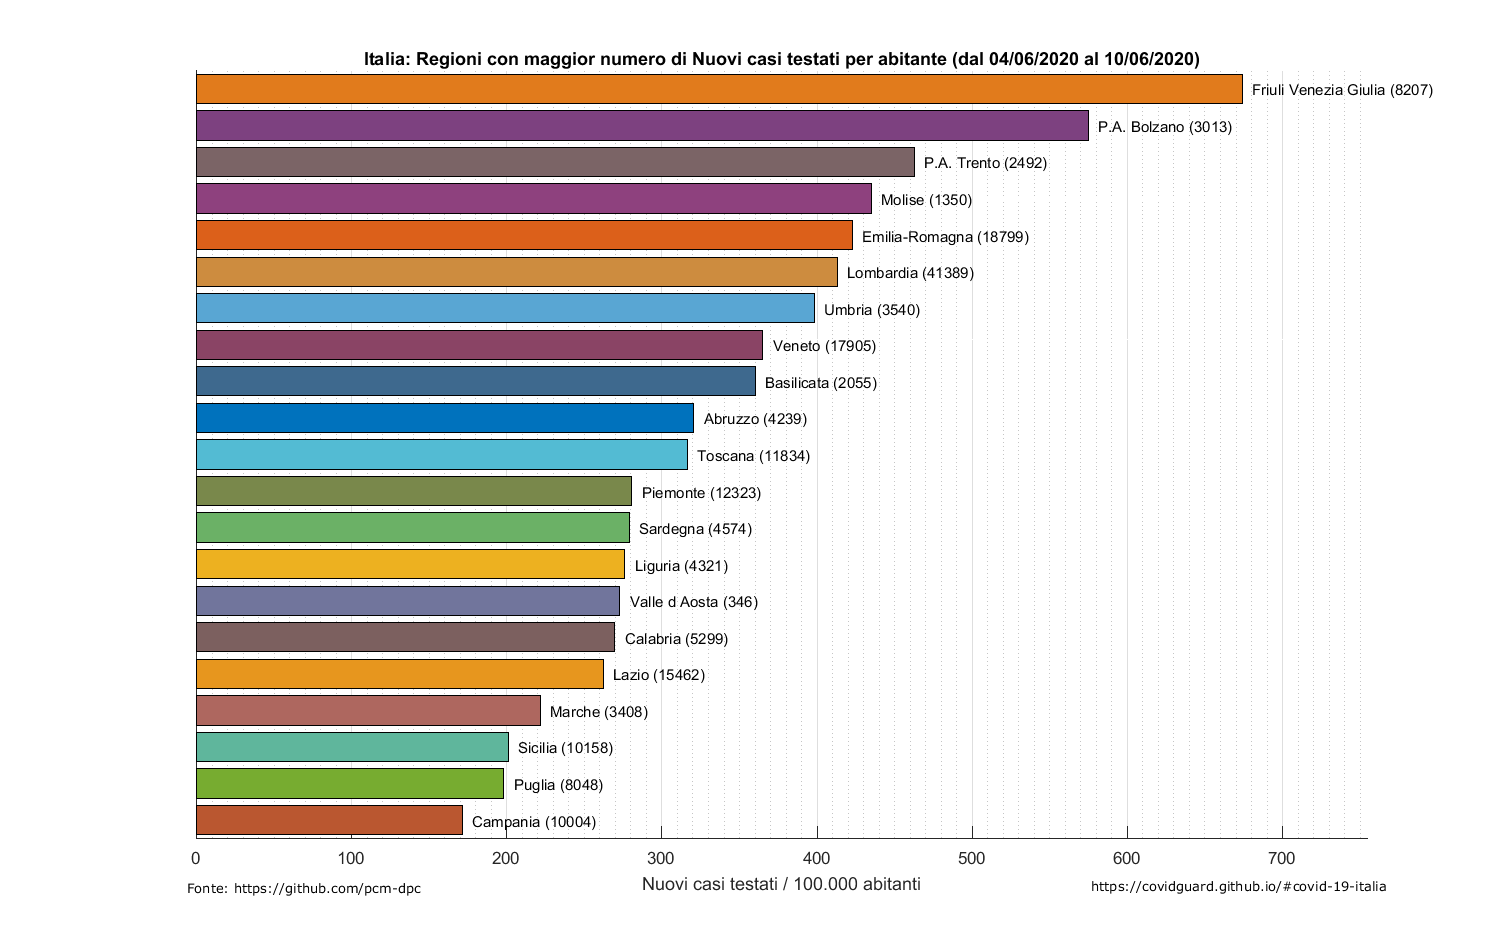 Italia: Regioni con maggior numero di Nuovi casi testati per abitante (dal 04/06/2020 al 10/06/2020)
Friuli Venezia Giulia (8207)
P.A. Bolzano (3013)
P.A. Trento (2492)
Molise (1350)
Emilia-Romagna (18799)
Lombardia (41389)
Umbria (3540)
Veneto (17905)
Basilicata (2055)
Abruzzo (4239)
Toscana (11834)
Piemonte (12323)
Sardegna (4574)
Liguria (4321)
Valle d Aosta (346)
Calabria (5299)
Lazio (15462)
Marche (3408)
Sicilia (10158)
Puglia (8048)
Campania (10004)
0 100 200 300 400 500 600 700
Nuovi casi testati / 100.000 abitanti
Fonte: https://github.com/pcm-dpc
https://covidguard.github.io/#covid-19-italia